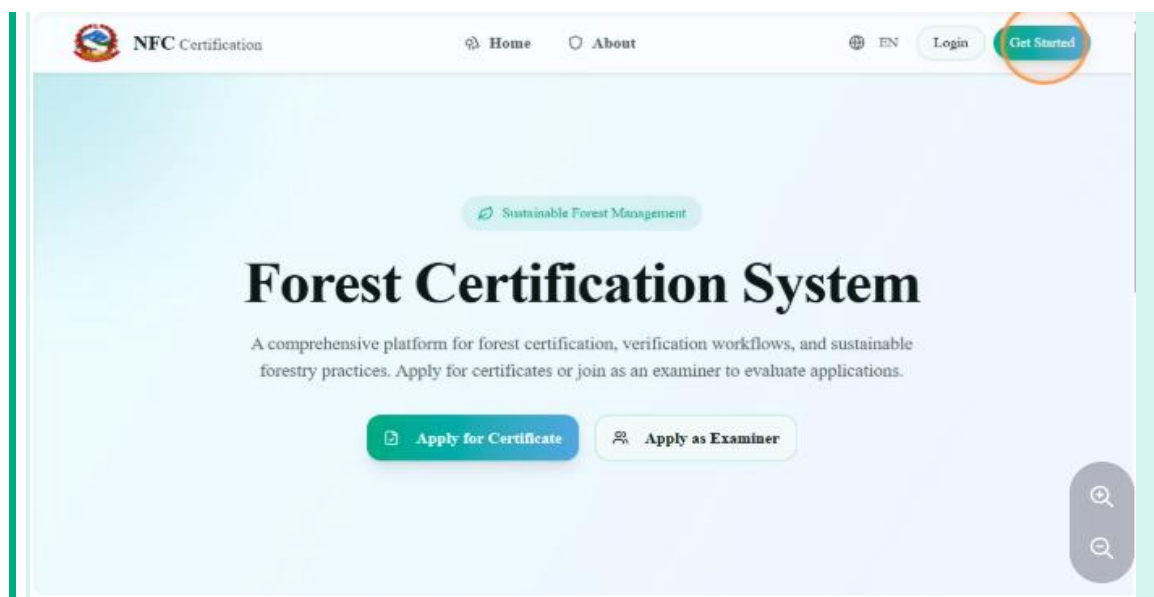 NFC Certification
Home
About
EN
Login
Get Started
Sustainable Forest Management
Forest Certification System
A comprehensive platform for forest certification, verification workflows, and sustainable
forestry practices. Apply for certificates or join as an examiner to evaluate applications.
Apply for Certificate
Apply as Examiner